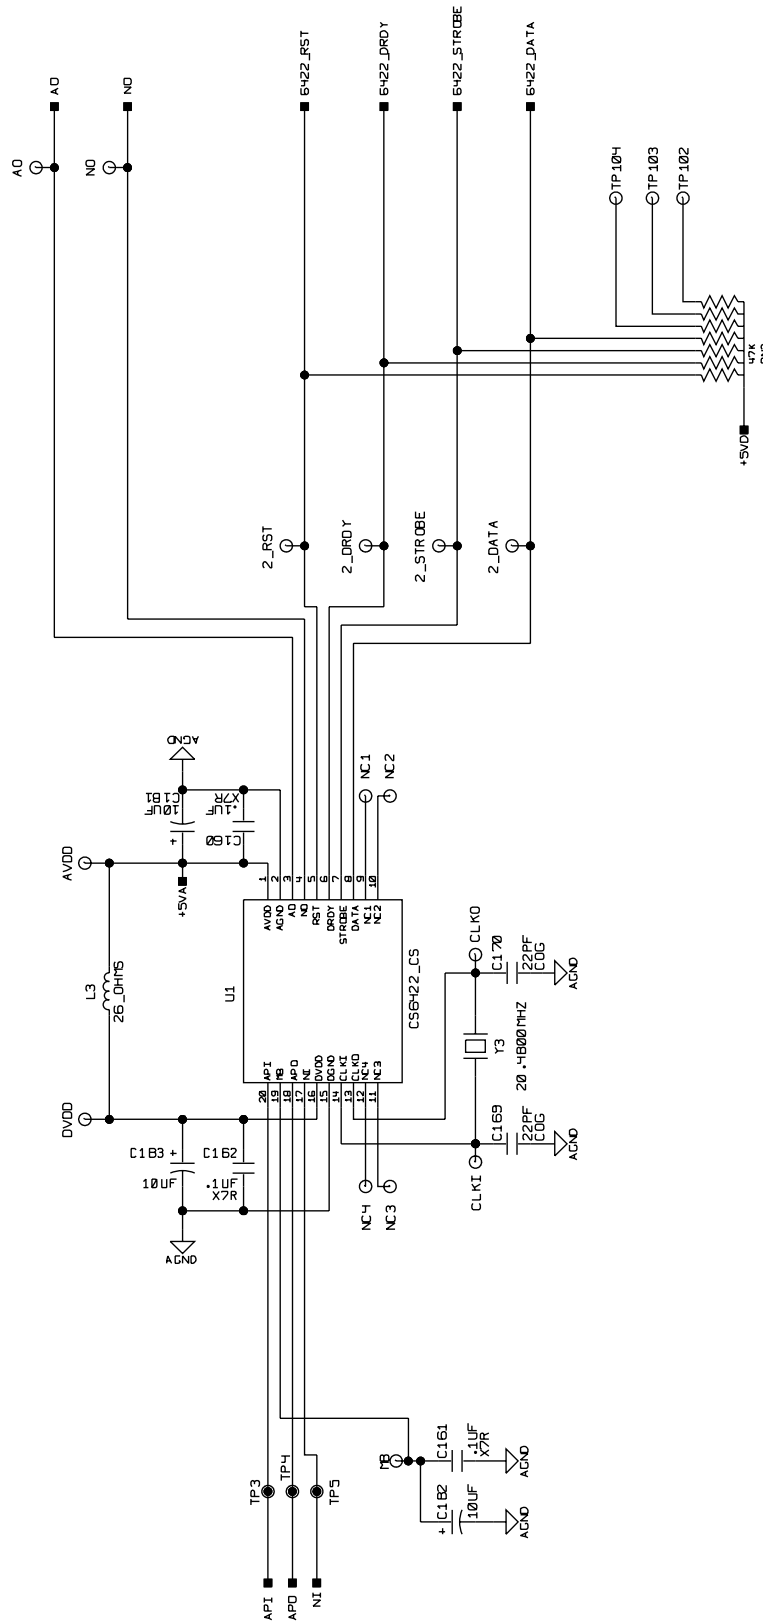 AO
NO
6422_RST
6422_DRDY
6422_STROBE
6422_DATA
AO
NO
TP104
TP103
TP102
47K
+5VD
2_RST
2_DRDY
2_STROBE
2_DATA
AGND
C181
10UF
+
.1UF
X7R
C160
NC1
NC2
AVDD
+5VA
1
2
3
4
5
6
7
8
9
10
AVDD
AGND
AO
NO
RST
DRDY
STROBE
DATA
NC1
NC2
L3
26_OHMS
U1
CS6422_CS
CLKO
C170
22PF
COG
AGND
Y3
20.4800MHZ
API
MB
APO
NI
DVDD
DGND
CLKI
CLKO
NC4
NC3
20
19
18
17
16
15
14
13
12
11
DVDD
C183
+
10UF
C162
.1UF
X7R
AGND
C169
22PF
COG
AGND
CLKI
NC4
NC3
MB
C161
.1UF
X7R
AGND
+
C182
10UF
AGND
TP3
TP4
TP5
API
APO
NI